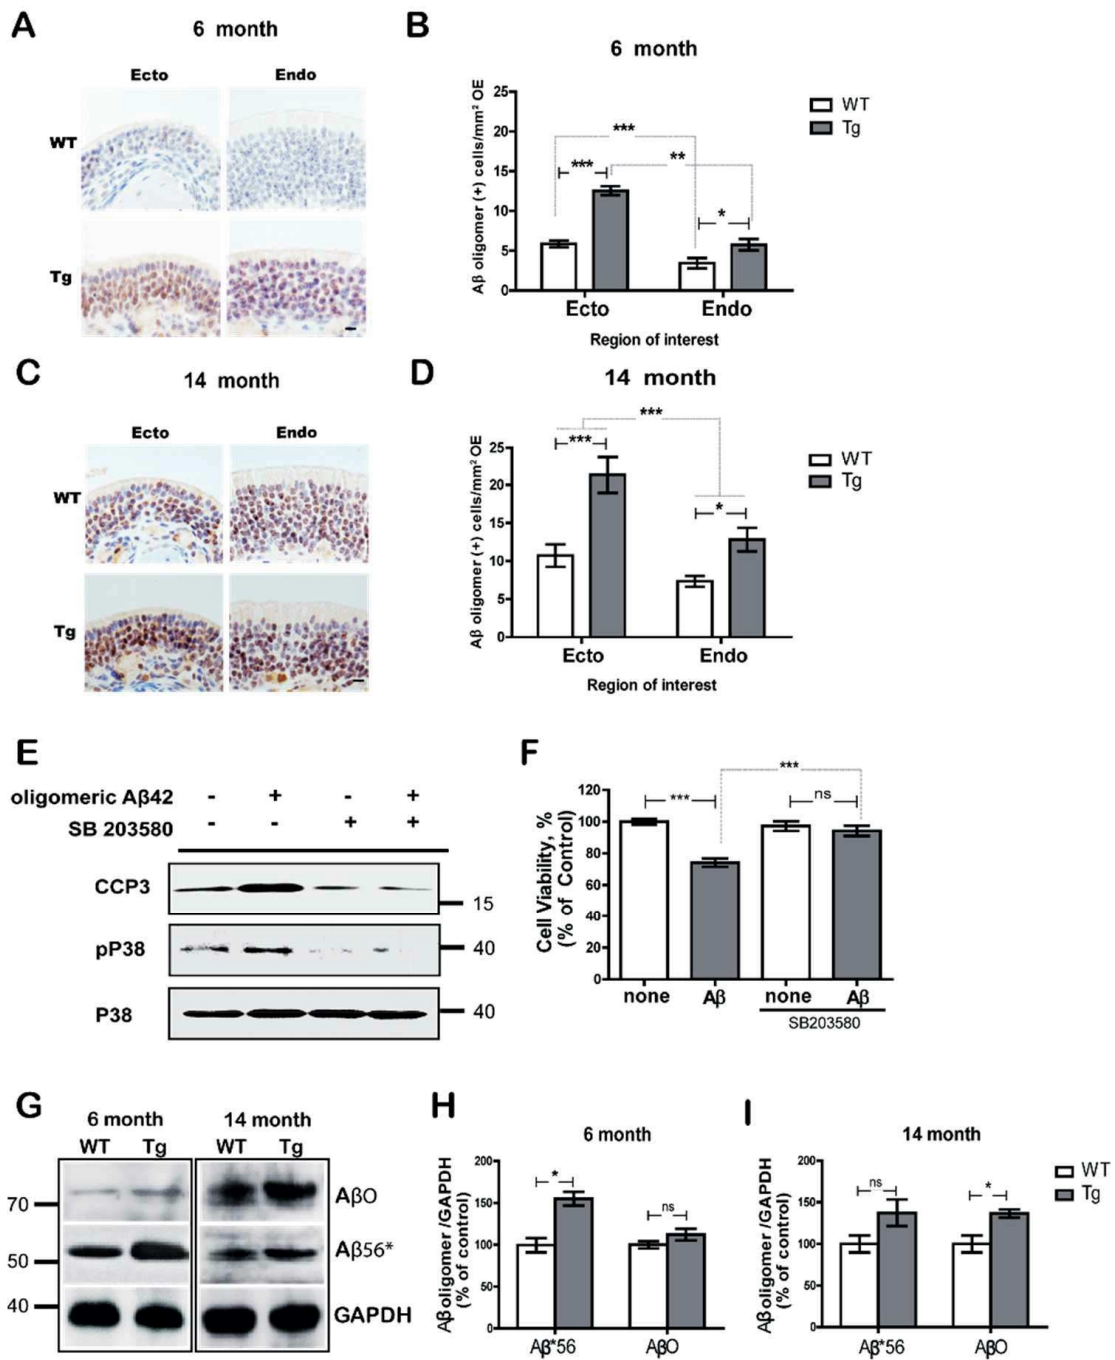 A
6 month
Ecto
Endo
WT
Tg
B
6 month
Aβ oligomer (+) cells/mm² OE
25
20
15
10
5
0
***
***
**
*
Ecto
Endo
Region of interest
WT
Tg
C
14 month
Ecto
Endo
WT
Tg
D
14 month
Aβ oligomer (+) cells/mm² OE
25
20
15
10
5
0
***
***
*
Ecto
Endo
Region of interest
WT
Tg
E
oligomeric Aβ42 - + - +
SB 203580 - - + +
CCP3
15
pP38
40
P38
40
F
Cell Viability, %
(% of Control)
120
100
80
60
40
20
0
***
***
ns
none Aβ none Aβ
SB203580
G
6 month
14 month
WT Tg WT Tg
70
AβO
50
Aβ56*
40
GAPDH
H
6 month
Aβ oligomer /GAPDH
(% of control)
200
150
100
50
0
*
ns
Aβ*56
AβO
I
14 month
Aβ oligomer /GAPDH
(% of control)
200
150
100
50
0
ns
*
Aβ*56
AβO
WT
Tg